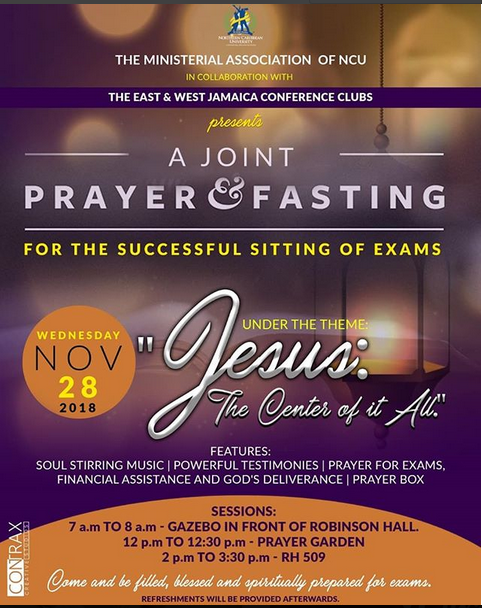 NORTHERN CARIBBEAN
UNIVERSITY
THE MINISTERIAL ASSOCIATION OF NCU
IN COLLABORATION WITH
THE EAST & WEST JAMAICA CONFERENCE CLUBS
presents
A JOINT
PRAYER & FASTING
FOR THE SUCCESSFUL SITTING OF EXAMS
WEDNESDAY
NOV
28
2018
UNDER THE THEME:
"Jesus:
The Center of it All."
FEATURES:
SOUL STIRRING MUSIC | POWERFUL TESTIMONIES | PRAYER FOR EXAMS,
FINANCIAL ASSISTANCE AND GOD'S DELIVERANCE | PRAYER BOX
SESSIONS:
7 a.m TO 8 a.m - GAZEBO IN FRONT OF ROBINSON HALL.
12 p.m TO 12:30 p.m - PRAYER GARDEN
2 p.m TO 3:30 p.m - RH 509
Come and be filled, blessed and spiritually prepared for exams.
REFRESHMENTS WILL BE PROVIDED AFTERWARDS.
CONTRAX